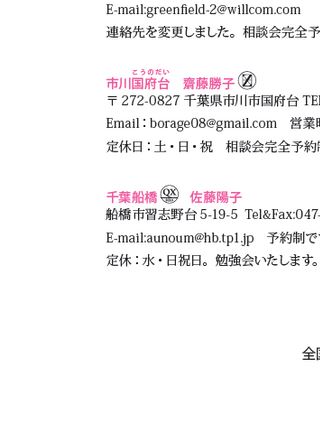 E-mail:greenfield-2@willcom.com
連絡先を変更しました。相談会完全予
こうのだい
市川国府台 齋藤勝子 Z
〒272-0827 千葉県市川市国府台 TE
Email：borage08@gmail.com 営業
定休日：土・日・祝 相談会完全予約
千葉船橋 QX 佐藤陽子
船橋市習志野台 5-19-5 Tel&Fax:047-
E-mail:aunoum@hb.tp1.jp 予約制で
定休：水・日祝日。勉強会いたします。
全